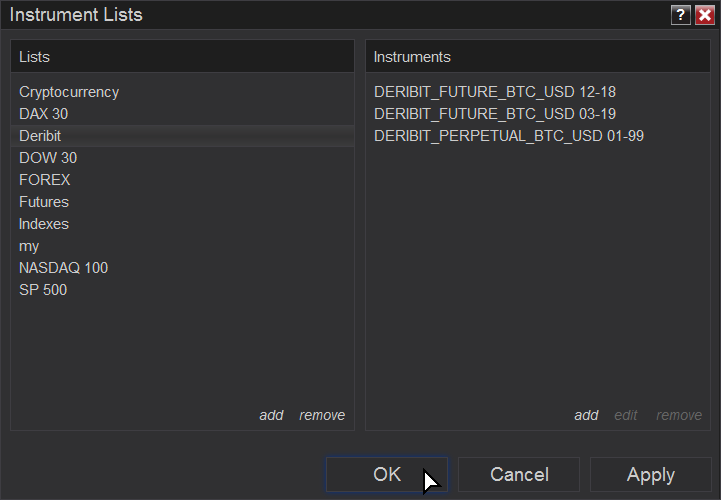 Instrument Lists
?
Lists
Cryptocurrency
DAX 30
Deribit
DOW 30
FOREX
Futures
Indexes
my
NASDAQ 100
SP 500
add remove
Instruments
DERIBIT_FUTURE_BTC_USD 12-18
DERIBIT_FUTURE_BTC_USD 03-19
DERIBIT_PERPETUAL_BTC_USD 01-99
add edit remove
OK Cancel Apply